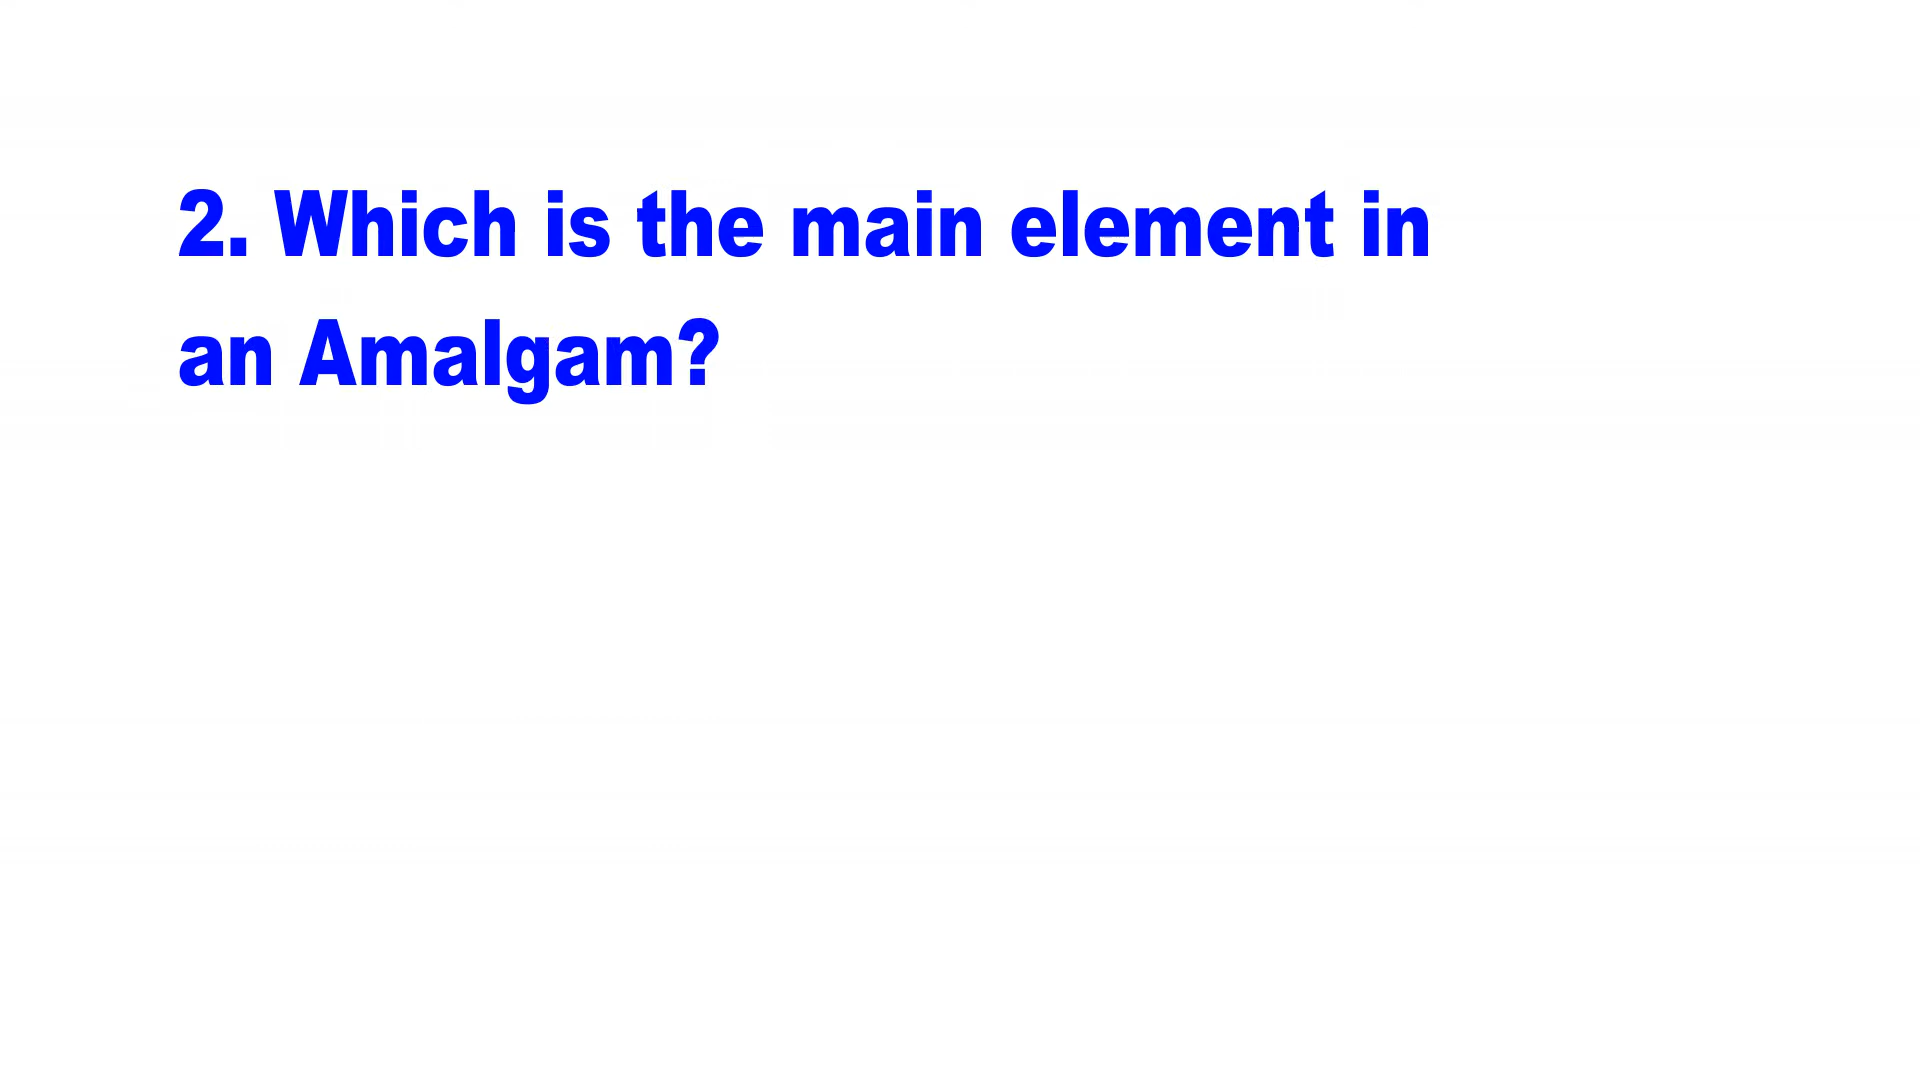 2. Which is the main element in
an Amalgam?